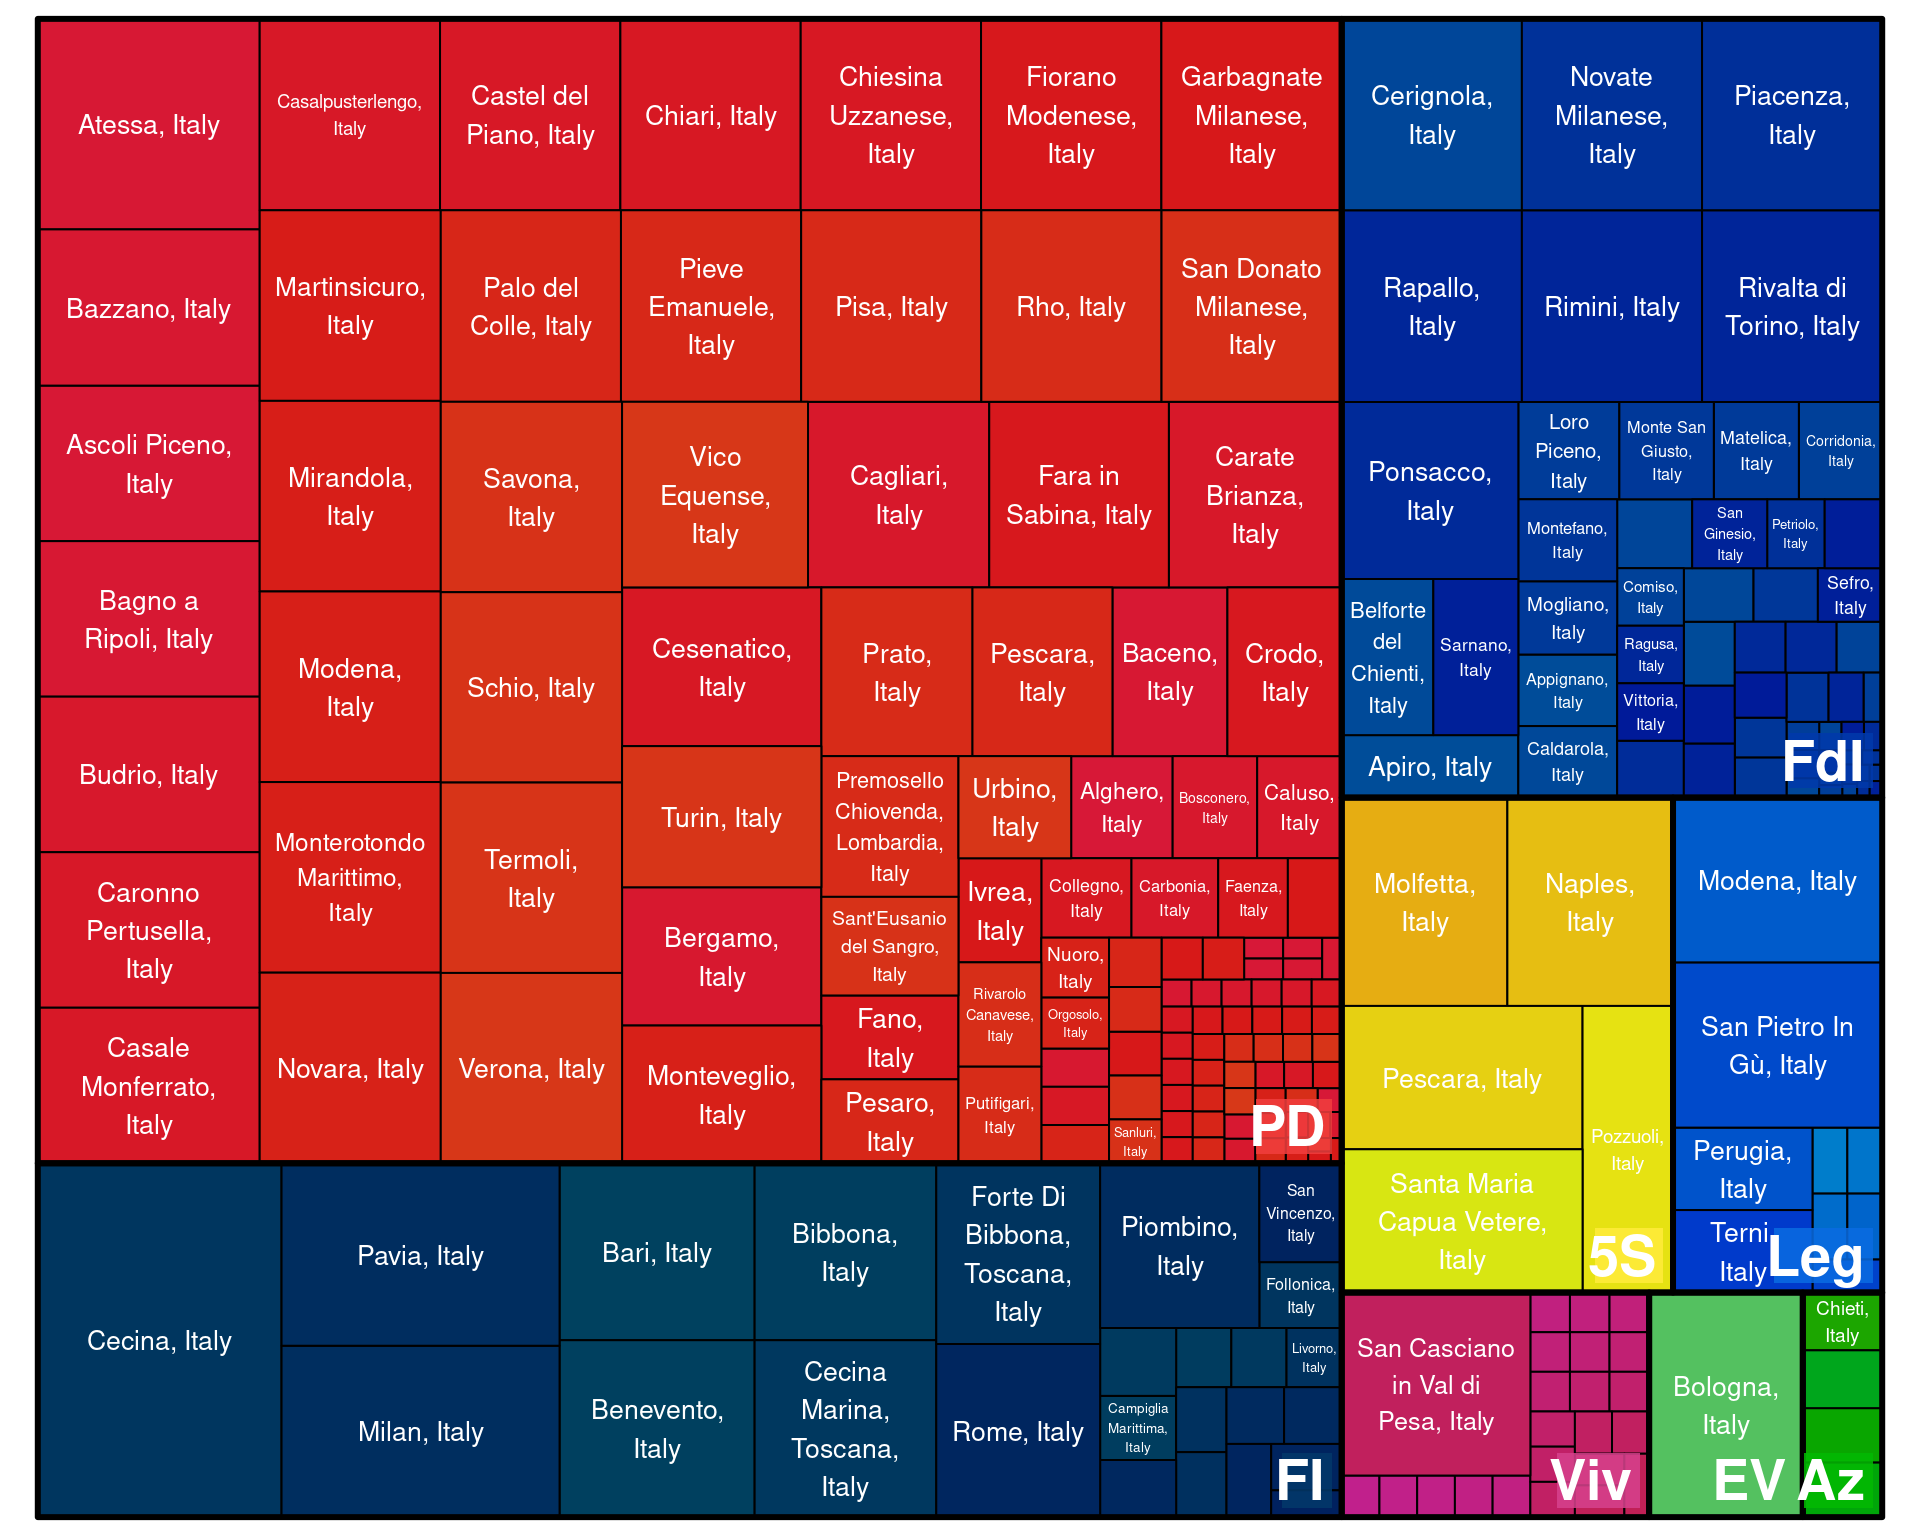 Atessa, Italy
Bazzano, Italy
Ascoli Piceno,
Italy
Bagno a
Ripoli, Italy
Budrio, Italy
Caronno
Pertusella,
Italy
Casale
Monferrato,
Italy
Casalpusterlengo,
Italy
Martinsicuro,
Italy
Mirandola,
Italy
Modena,
Italy
Monterotondo
Marittimo,
Italy
Novara, Italy
Castel del
Piano, Italy
Palo del
Colle, Italy
Savona,
Italy
Schio, Italy
Termoli,
Italy
Verona, Italy
Chiari, Italy
Chiesina
Uzzanese,
Italy
Fiorano
Modenese,
Italy
Garbagnate
Milanese,
Italy
Pieve
Emanuele,
Italy
Pisa, Italy
Rho, Italy
San Donato
Milanese,
Italy
Vico
Equense,
Italy
Cagliari,
Italy
Fara in
Sabina, Italy
Carate
Brianza,
Italy
Cesenatico,
Italy
Turin, Italy
Bergamo,
Italy
Monteveglio,
Italy
Prato,
Italy
Pescara,
Italy
Baceno,
Italy
Crodo,
Italy
Premosello
Chiovenda,
Lombardia,
Italy
Sant'Eusanio
del Sangro,
Italy
Fano,
Italy
Pesaro,
Italy
Urbino,
Italy
Alghero,
Italy
Bosconero,
Italy
Caluso,
Italy
Ivrea,
Italy
Rivarolo
Canavese,
Italy
Putifigari,
Italy
Collegno,
Italy
Carbonia,
Italy
Faenza,
Italy
Nuoro,
Italy
Orgosolo,
Italy
Sanluri,
Italy
PD
Cerignola,
Italy
Novate
Milanese,
Italy
Piacenza,
Italy
Rapallo,
Italy
Rimini, Italy
Rivalta di
Torino, Italy
Ponsacco,
Italy
Belforte
del
Chienti,
Italy
Sarnano,
Italy
Apiro, Italy
Loro
Piceno,
Italy
Monte San
Giusto,
Italy
Matelica,
Italy
Corridonia,
Italy
Montefano,
Italy
Mogliano,
Italy
Appignano,
Italy
Caldarola,
Italy
San
Ginesio,
Italy
Petriolo,
Italy
Comiso,
Italy
Ragusa,
Italy
Vittoria,
Italy
Sefro,
Italy
FdI
Molfetta,
Italy
Naples,
Italy
Pescara, Italy
Santa Maria
Capua Vetere,
Italy
Pozzuoli,
Italy
5S
Modena, Italy
San Pietro In
Gù, Italy
Perugia,
Italy
Terni,
Italy
Leg
Cecina, Italy
Pavia, Italy
Milan, Italy
Bari, Italy
Benevento,
Italy
Bibbona,
Italy
Cecina
Marina,
Toscana,
Italy
Forte Di
Bibbona,
Toscana,
Italy
Rome, Italy
Piombino,
Italy
San
Vincenzo,
Italy
Follonica,
Italy
Livorno,
Italy
Campiglia
Marittima,
Italy
FI
San Casciano
in Val di
Pesa, Italy
Viv
Bologna,
Italy
EV
Chieti,
Italy
Az